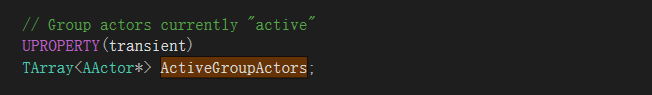 // Group actors currently "active"
UPROPERTY(transient)
TArray<AActor*> ActiveGroupActors;